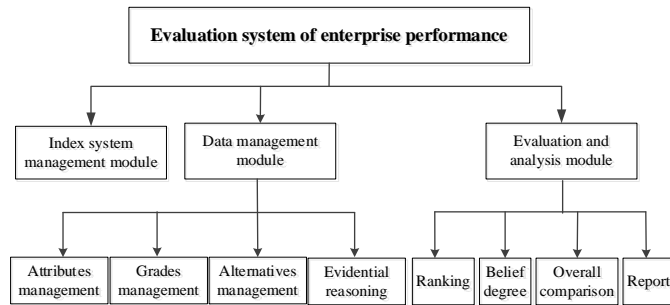 Evaluation system of enterprise performance
Index system
management module
Data management
module
Evaluation and
analysis module
Attributes
management
Grades
management
Alternatives
management
Evidential
reasoning
Ranking
Belief
degree
Overall
comparison
Report